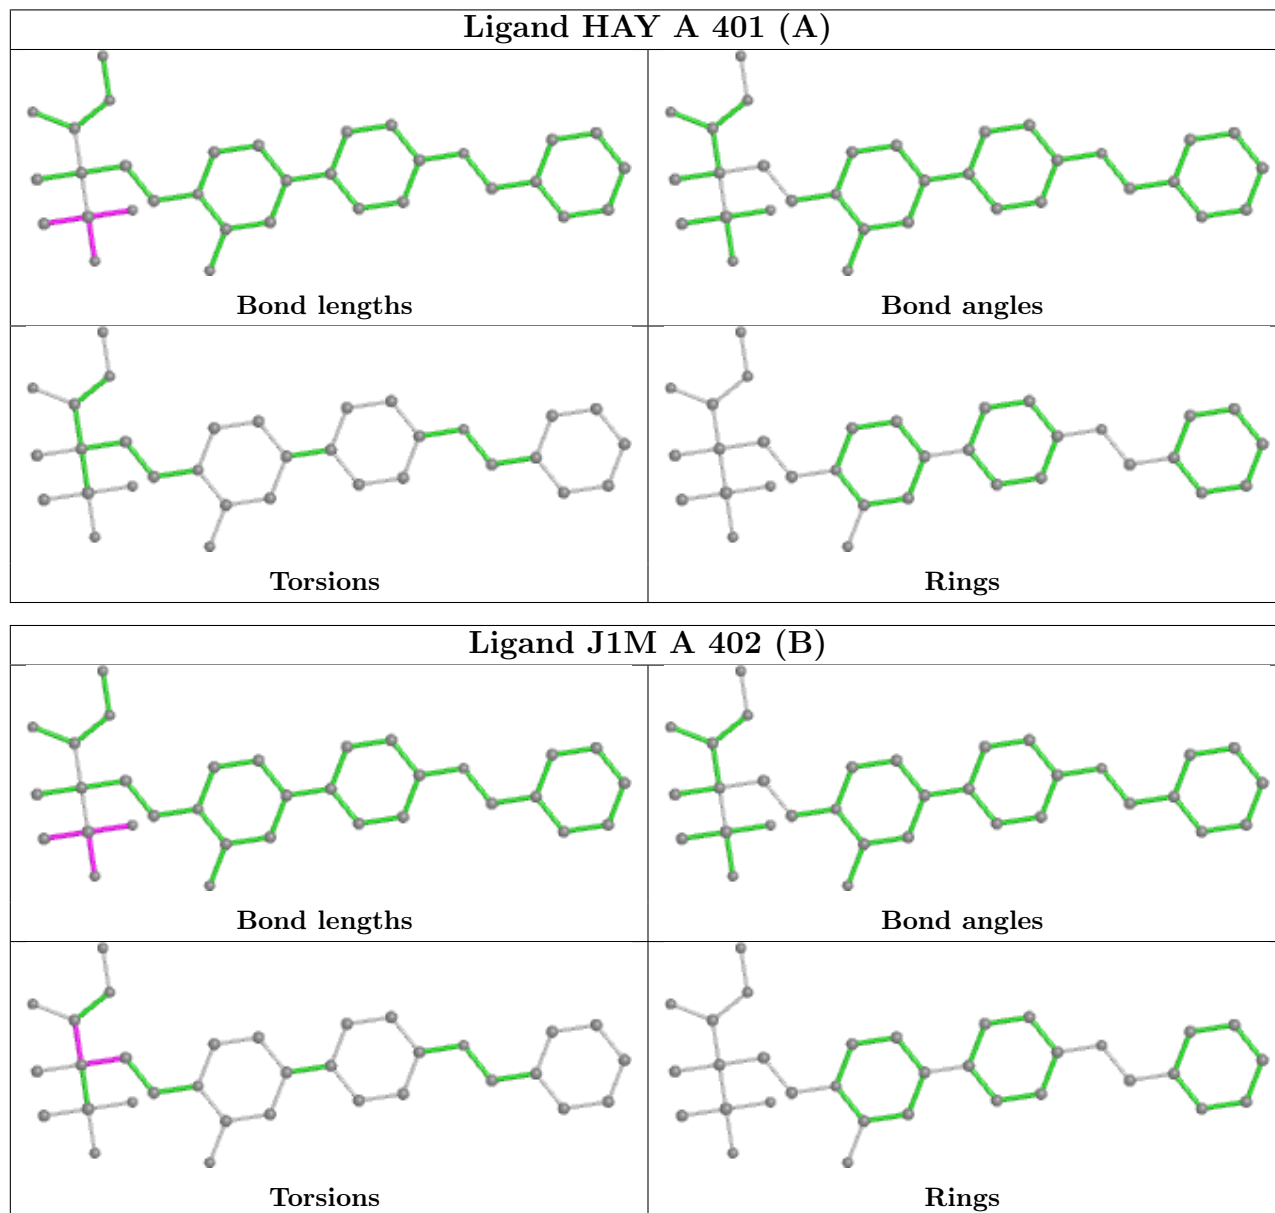 Ligand HAY A 401 (A)
Bond lengths
Bond angles
Torsions
Rings
Ligand J1M A 402 (B)
Bond lengths
Bond angles
Torsions
Rings